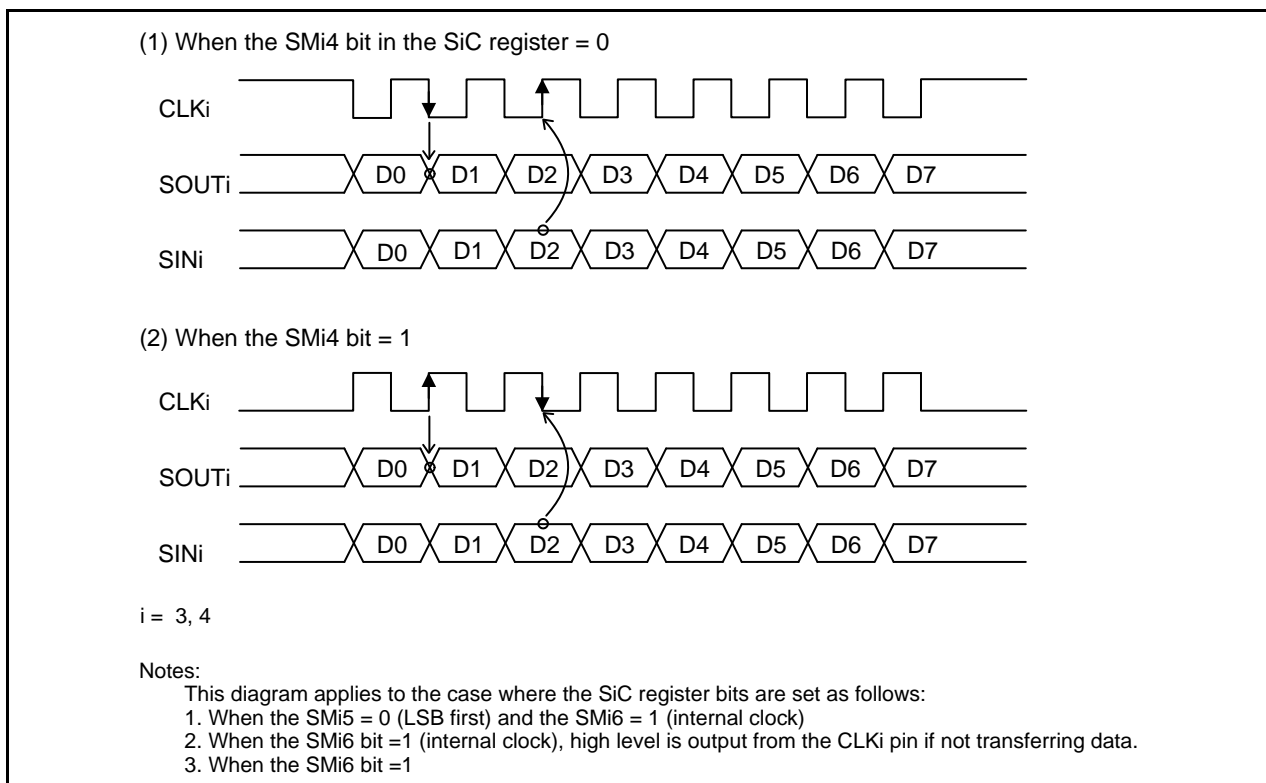 (1) When the SMi4 bit in the SiC register = 0
CLKi
SOUTi D0 D1 D2 D3 D4 D5 D6 D7
SINi D0 D1 D2 D3 D4 D5 D6 D7
(2) When the SMi4 bit = 1
CLKi
SOUTi D0 D1 D2 D3 D4 D5 D6 D7
SINi D0 D1 D2 D3 D4 D5 D6 D7
i = 3, 4
Notes:
This diagram applies to the case where the SiC register bits are set as follows:
1. When the SMi5 = 0 (LSB first) and the SMi6 = 1 (internal clock)
2. When the SMi6 bit =1 (internal clock), high level is output from the CLKi pin if not transferring data.
3. When the SMi6 bit =1